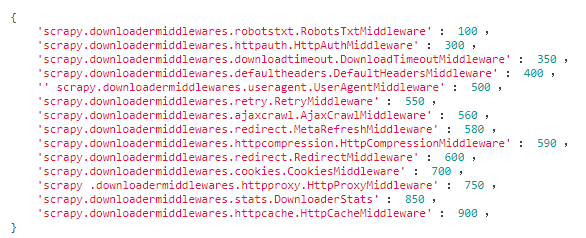 {
'scrapy.downloadermiddlewares.robotstxt.RobotsTxtMiddleware' : 100 ,
'scrapy.downloadermiddlewares.httpauth.HttpAuthMiddleware' : 300 ,
'scrapy.downloadermiddlewares.downloadtimeout.DownloadTimeoutMiddleware' : 350 ,
'scrapy.downloadermiddlewares.defaultheaders.DefaultHeadersMiddleware' : 400 ,
'' scrapy.downloadermiddlewares.useragent.UserAgentMiddleware' : 500 ,
'scrapy.downloadermiddlewares.retry.RetryMiddleware' : 550 ,
'scrapy.downloadermiddlewares.ajaxcrawl.AjaxCrawlMiddleware' : 560 ,
'scrapy.downloadermiddlewares.redirect.MetaRefreshMiddleware' : 580 ,
'scrapy.downloadermiddlewares.httpcompression.HttpCompressionMiddleware' : 590 ,
'scrapy.downloadermiddlewares.redirect.RedirectMiddleware' : 600 ,
'scrapy.downloadermiddlewares.cookies.CookiesMiddleware' : 700 ,
'scrapy .downloadermiddlewares.httpproxy.HttpProxyMiddleware' : 750 ,
'scrapy.downloadermiddlewares.stats.DownloaderStats' : 850 ,
'scrapy.downloadermiddlewares.httpcache.HttpCacheMiddleware' : 900 ,
}